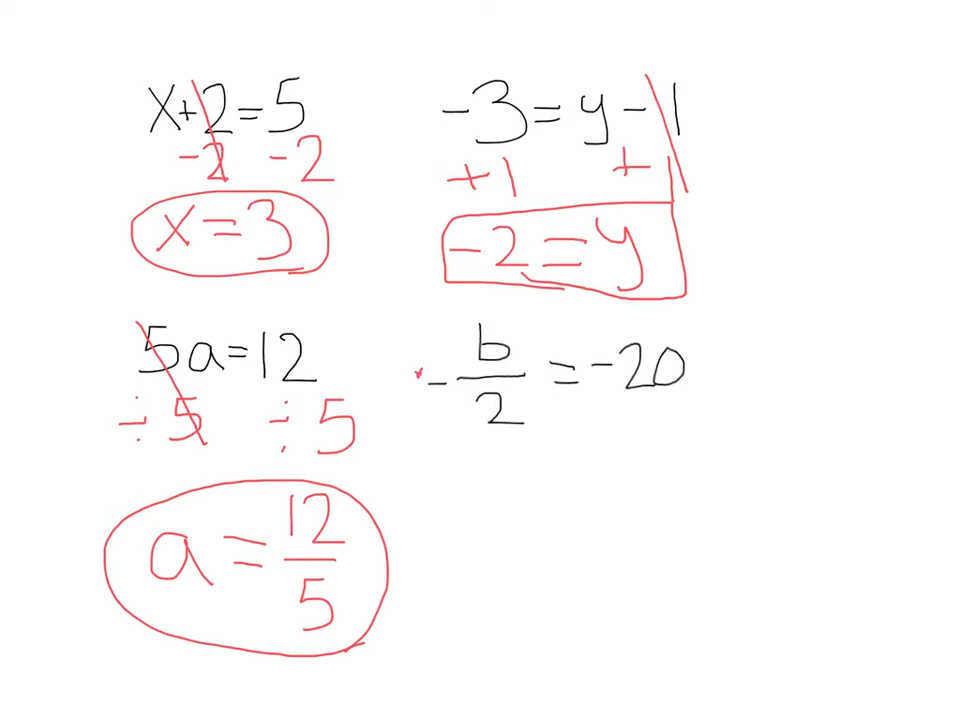 x+2=5
-2 -2
x=3
-3=y-1
+1 +1
-2=y
5a=12
÷5 ÷5
a=12/5
-b/2=-20